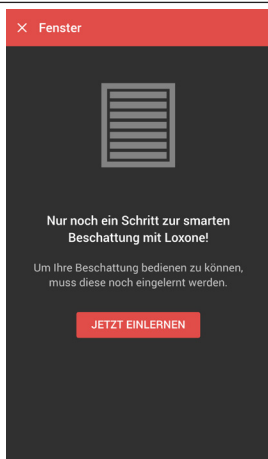 Fenster
Nur noch ein Schritt zur smarten
Beschattung mit Loxone!
Um Ihre Beschattung bedienen zu können,
muss diese noch eingelernt werden.
JETZT EINLERNEN